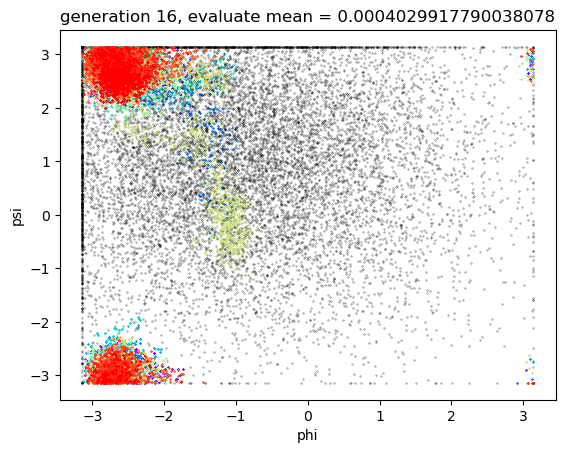 generation 16, evaluate mean = 0.0004029917790038078
3
2
1
0
−1
−2
−3
psi
−3 −2 −1 0 1 2 3
phi